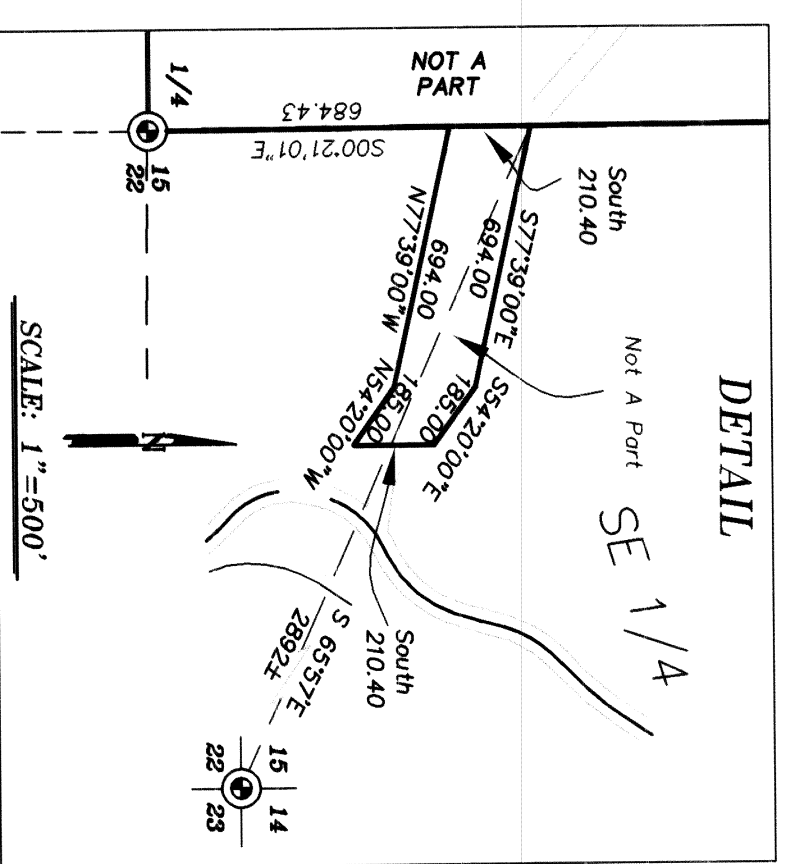 DETAIL
NOT A
PART
1/4
15
22
684.43
S00°21'01"E
South
210.40
S77°39'00"E
694.00
694.00
N77°39'00"W
Not A Part
SE 1/4
S54°20'00"E
185.00
185.00
N54°20'00"W
South
210.40
S 65°57'E
2892±
15
14
22
23
N
SCALE: 1"=500'